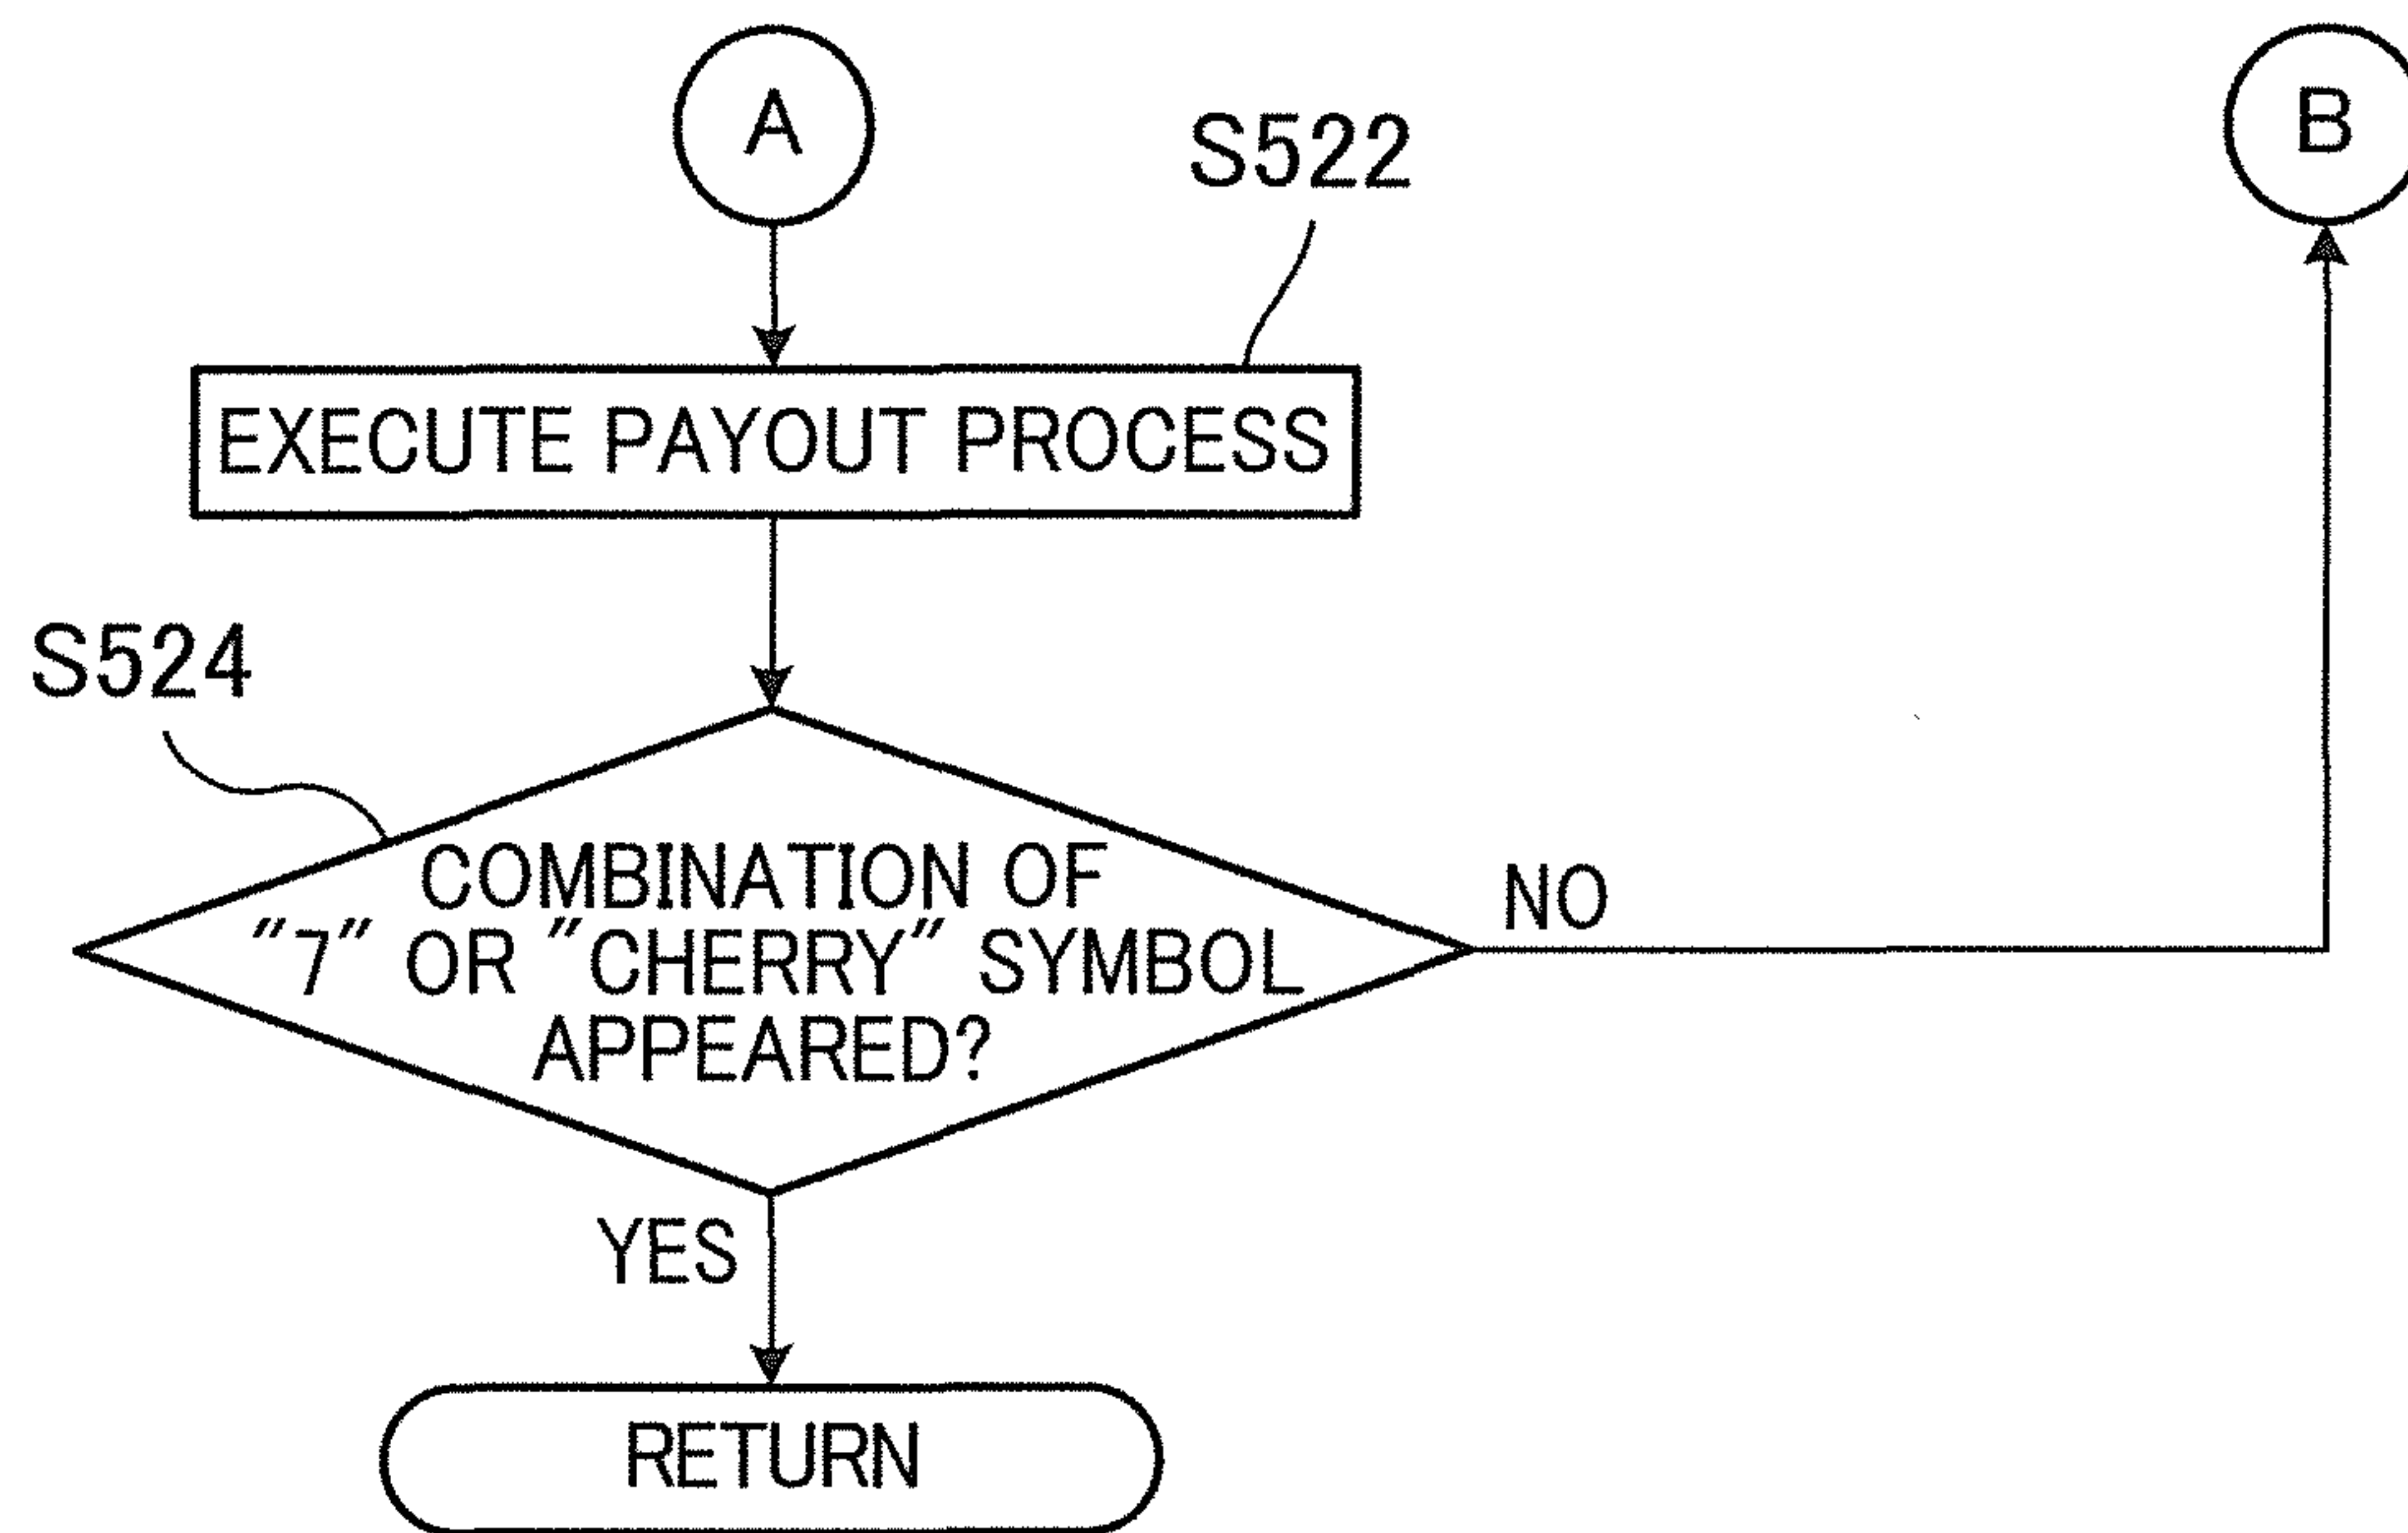 A
B
S522
EXECUTE PAYOUT PROCESS
S524
COMBINATION OF
"7" OR "CHERRY" SYMBOL
APPEARED?
NO
YES
RETURN